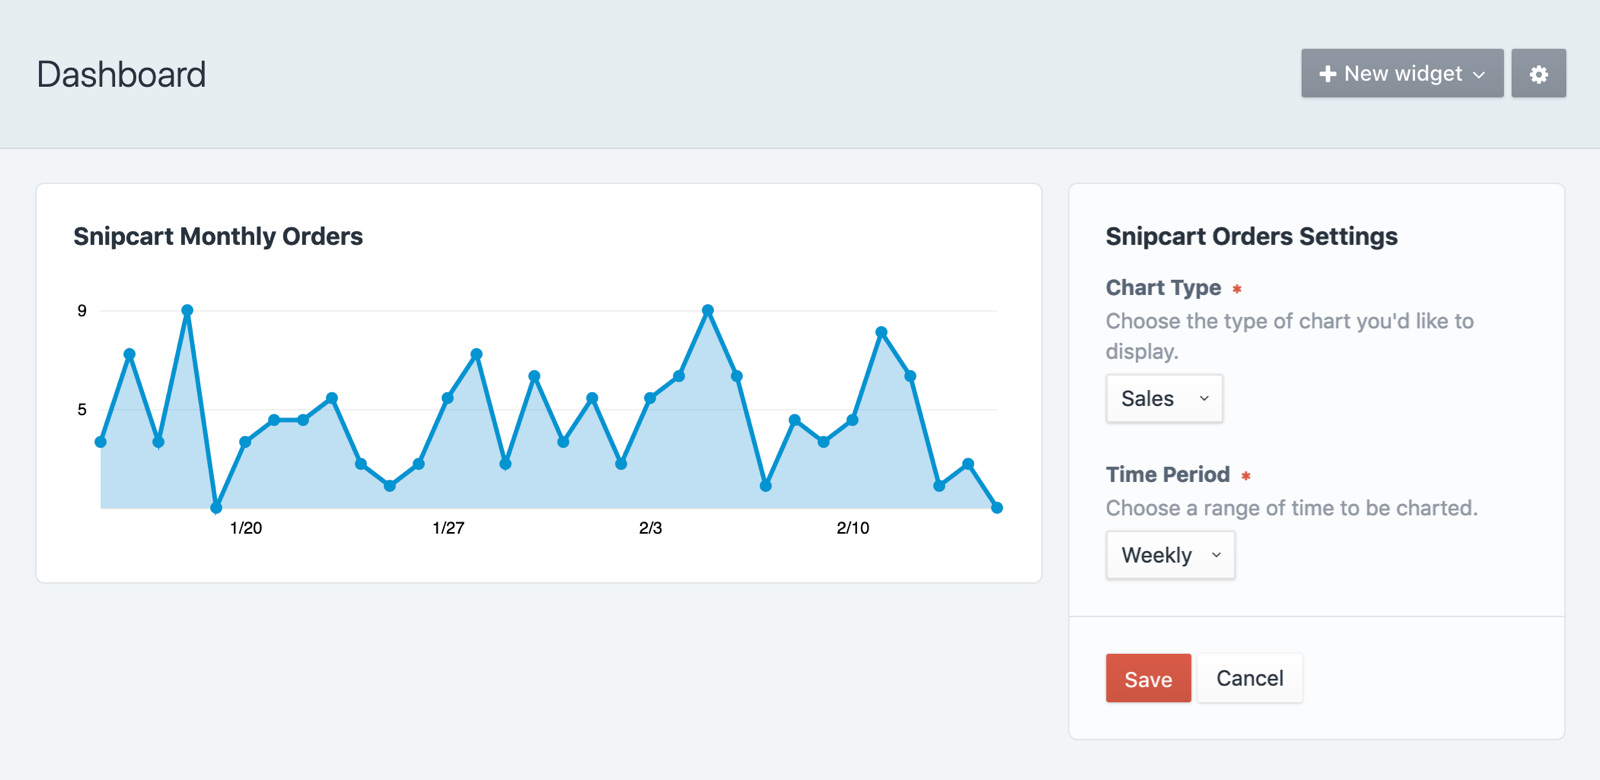 Dashboard
New widget
Snipcart Monthly Orders
9
5
1/20
1/27
2/3
2/10
Snipcart Orders Settings
Chart Type *
Choose the type of chart you'd like to
display.
Sales
Time Period *
Choose a range of time to be charted.
Weekly
Save
Cancel